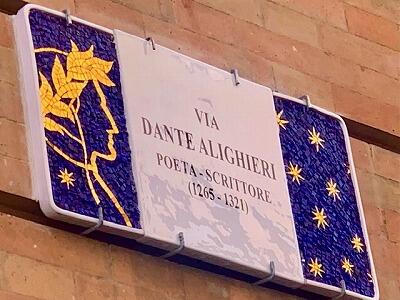 VIA
DANTE ALIGHIERI
POETA - SCRITTORE
(1265 - 1321)